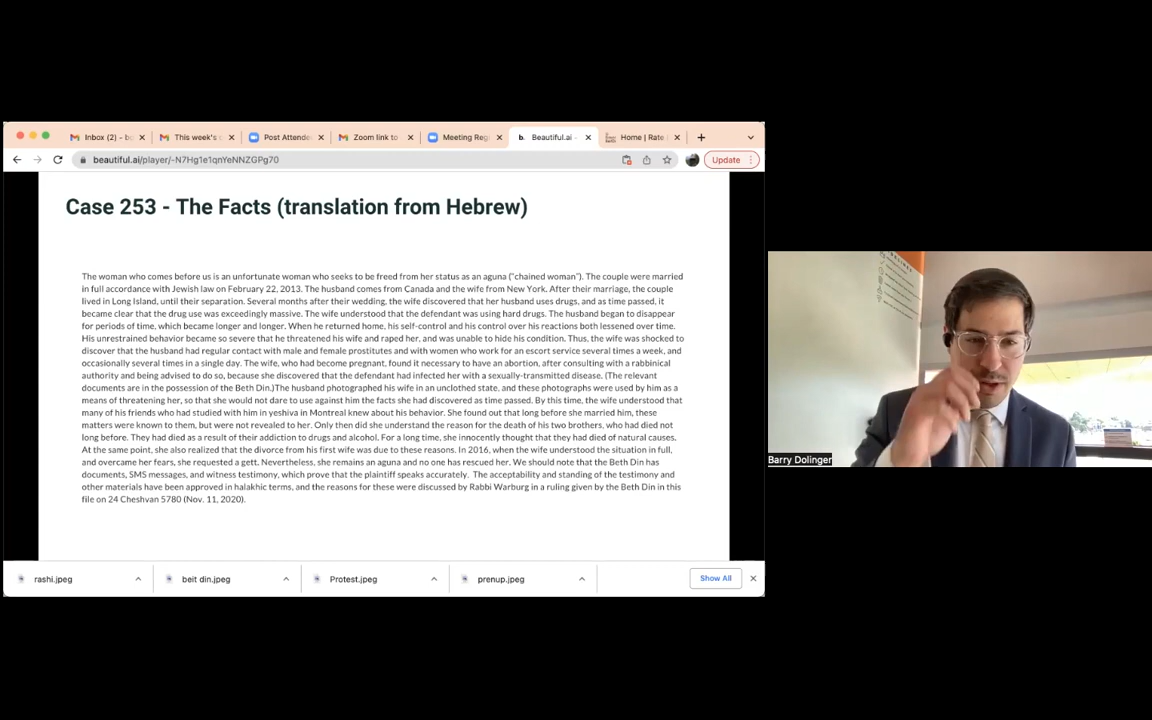 Inbox (2) - b
This week's
Post Attende
Zoom link to
Meeting Reg
b. Beautiful.ai -
Home | Rate
beautiful.ai/player/-N7Hg1e1qnYeNNZGPg70
Update
Case 253 - The Facts (translation from Hebrew)
The woman who comes before us is an unfortunate woman who seeks to be freed from her status as an aguna ("chained woman"). The couple were married
in full accordance with Jewish law on February 22, 2013. The husband comes from Canada and the wife from New York. After their marriage, the couple
lived in Long Island, until their separation. Several months after their wedding, the wife discovered that her husband uses drugs, and as time passed, it
became clear that the drug use was exceedingly massive. The wife understood that the defendant was using hard drugs. The husband began to disappear
for periods of time, which became longer and longer. When he returned home, his self-control and his control over his reactions both lessened over time.
His unrestrained behavior became so severe that he threatened his wife and raped her, and was unable to hide his condition. Thus, the wife was shocked to
discover that the husband had regular contact with male and female prostitutes and with women who work for an escort service several times a week, and
occasionally several times in a single day. The wife, who had become pregnant, found it necessary to have an abortion, after consulting with a rabbinical
authority and being advised to do so, because she discovered that the defendant had infected her with a sexually-transmitted disease. (The relevant
documents are in the possession of the Beth Din.)The husband photographed his wife in an unclothed state, and these photographs were used by him as a
means of threatening her, so that she would not dare to use against him the facts she had discovered as time passed. By this time, the wife understood that
many of his friends who had studied with him in yeshiva in Montreal knew about his behavior. She found out that long before she married him, these
matters were known to them, but were not revealed to her. Only then did she understand the reason for the death of his two brothers, who had died not
long before. They had died as a result of their addiction to drugs and alcohol. For a long time, she innocently thought that they had died of natural causes.
At the same point, she also realized that the divorce from his first wife was due to these reasons. In 2016, when the wife understood the situation in full,
and overcame her fears, she requested a gett. Nevertheless, she remains an aguna and no one has rescued her. We should note that the Beth Din has
documents, SMS messages, and witness testimony, which prove that the plaintiff speaks accurately. The acceptability and standing of the testimony and
other materials have been approved in halakhic terms, and the reasons for these were discussed by Rabbi Warburg in a ruling given by the Beth Din in this
file on 24 Cheshvan 5780 (Nov. 11, 2020).
rashi.jpeg
beit din.jpeg
Protest.jpeg
prenup.jpeg
Show All
Barry Dolinger